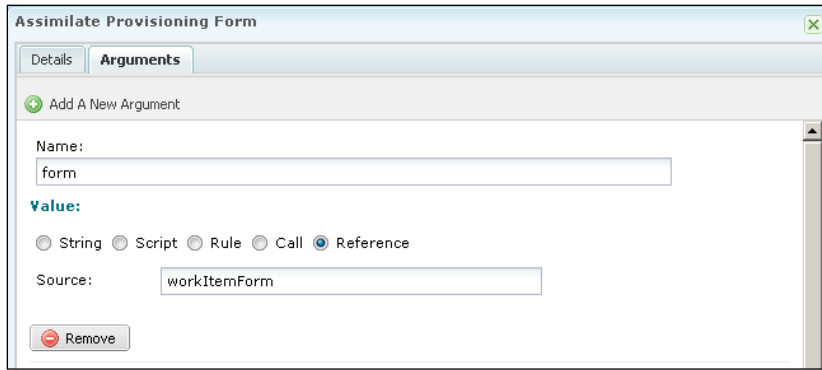 Assimilate Provisioning Form
Details Arguments
Add A New Argument
Name:
form
Value:
String Script Rule Call Reference
Source: workItemForm
Remove